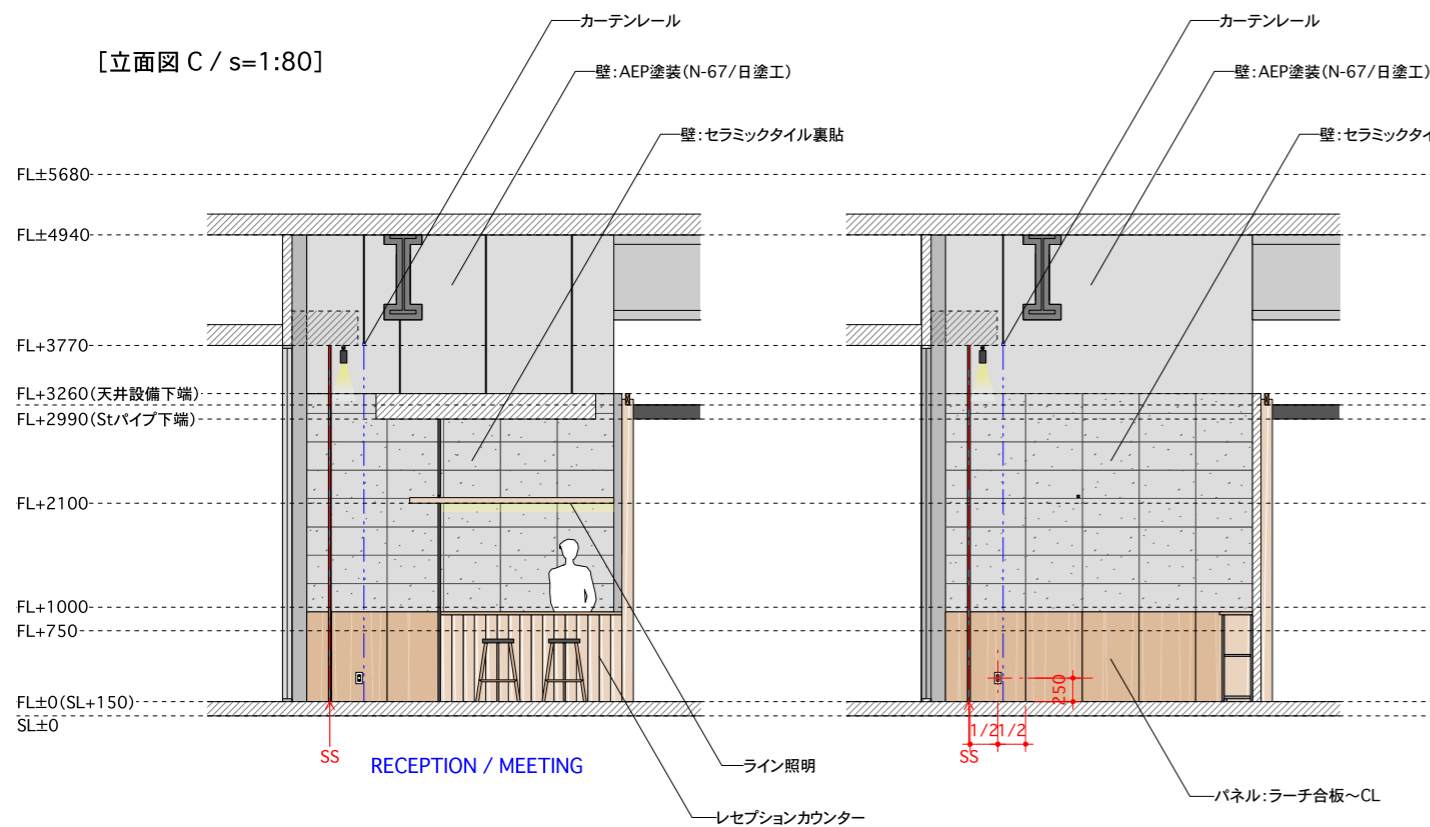 [立面図 C / s=1:80]
カーテンレール
壁:AEP塗装(N-67/日塗工)
壁:セラミックタイル裏貼
カーテンレール
壁:AEP塗装(N-67/日塗工)
壁:セラミックタイ
FL±5680
FL±4940
FL+3770
FL+3260(天井設備下端)
FL+2990(Stパイプ下端)
FL+2100
FL+1000
FL+750
FL±0(SL+150)
SL±0
SS
RECEPTION / MEETING
ライン照明
レセプションカウンター
250
1/2
1/2
SS
パネル:ラーチ合板~CL